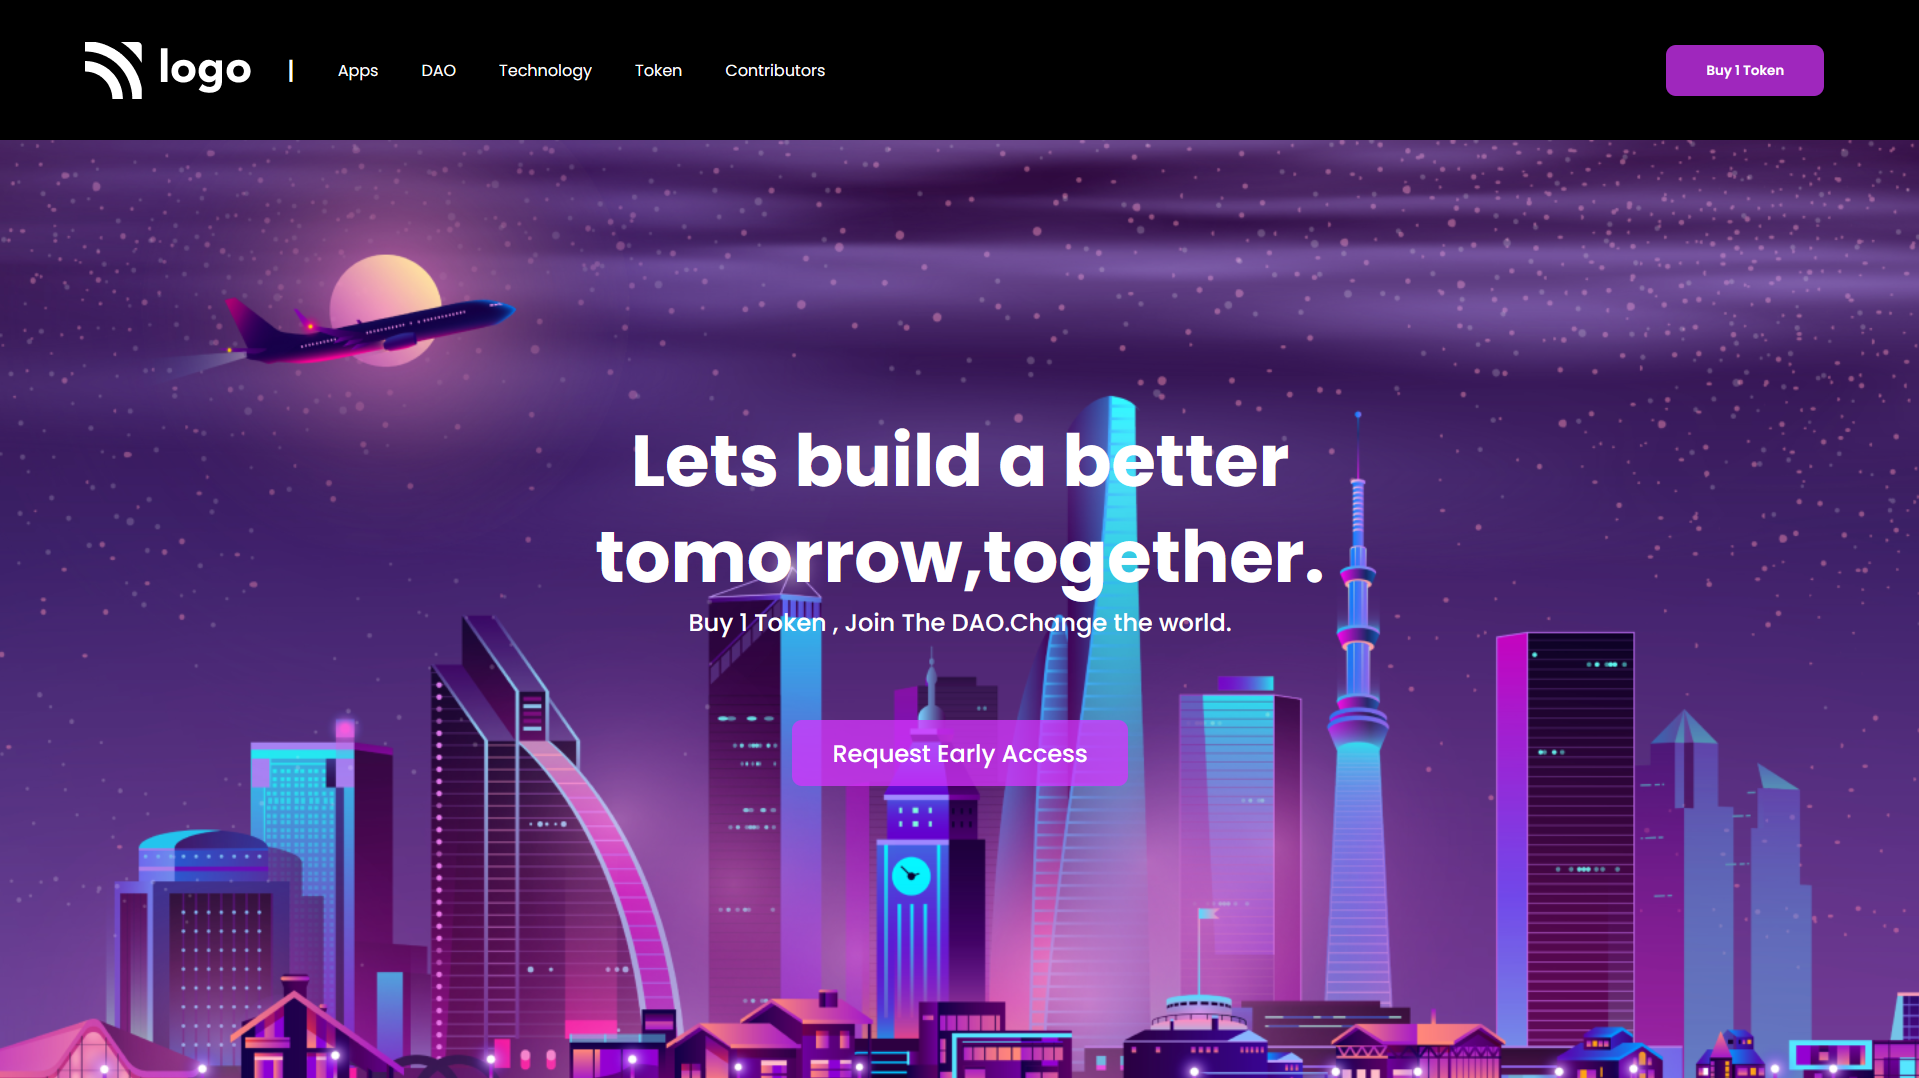 logo | Apps DAO Technology Token Contributors Buy 1 Token
Lets build a better
tomorrow,together.
Buy 1 Token , Join The DAO.Change the world.
Request Early Access